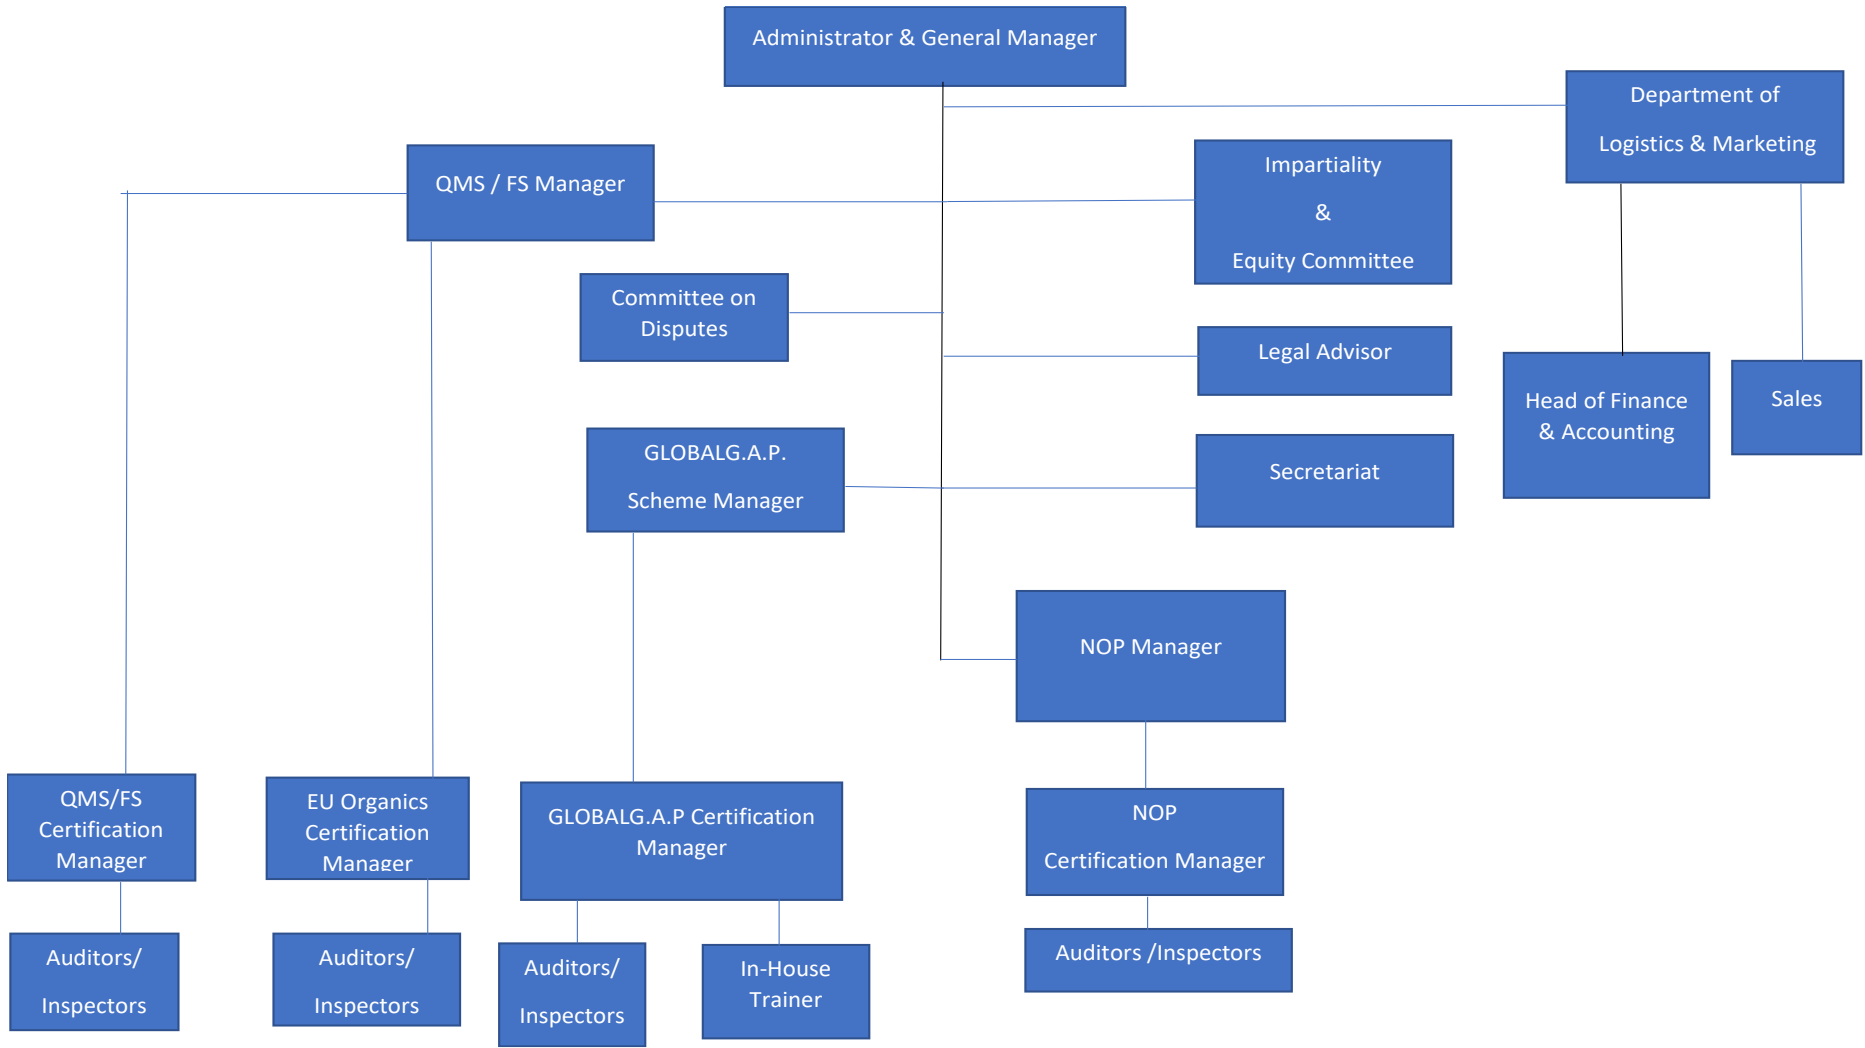 Administrator & General Manager
Department of
Logistics & Marketing
QMS / FS Manager
Impartiality
&
Equity Committee
Committee on
Disputes
Legal Advisor
Head of Finance
& Accounting
Sales
GLOBALG.A.P.
Scheme Manager
Secretariat
NOP Manager
QMS/FS
Certification
Manager
EU Organics
Certification
Manager
GLOBALG.A.P Certification
Manager
NOP
Certification Manager
Auditors/
Inspectors
Auditors/
Inspectors
Auditors/
Inspectors
In-House
Trainer
Auditors /Inspectors